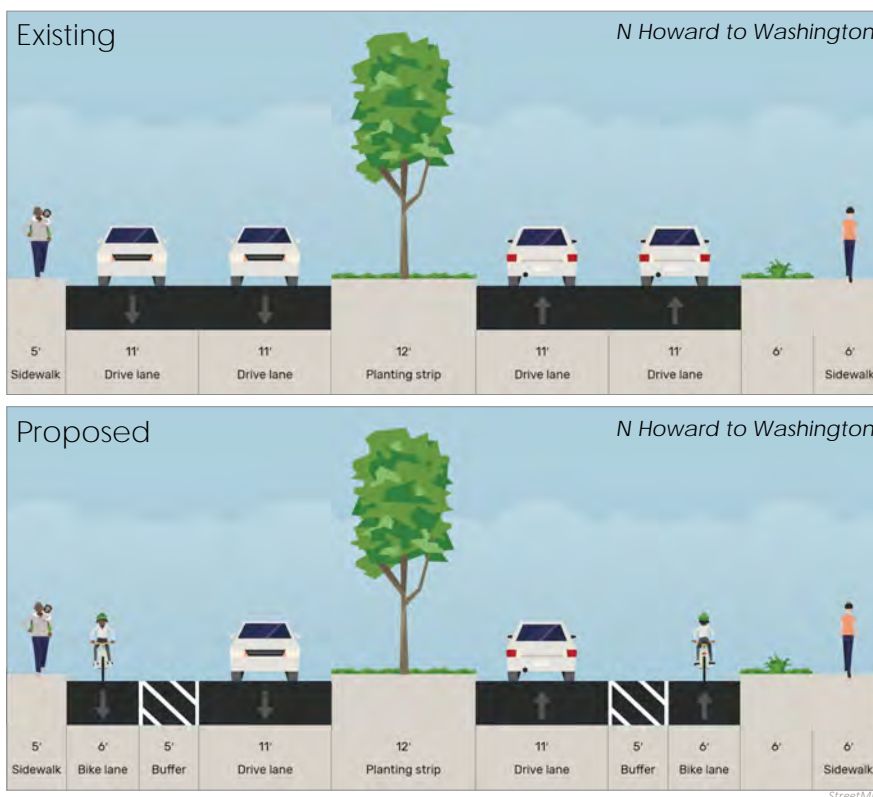 Existing
N Howard to Washington
5' 11' 11' 12' 11' 11' 6' 6'
Sidewalk Drive lane Drive lane Planting strip Drive lane Drive lane Sidewalk
Proposed
N Howard to Washington
5' 6' 5' 11' 12' 11' 5' 6' 6' 6'
Sidewalk Bike lane Buffer Drive lane Planting strip Drive lane Buffer Bike lane Sidewalk